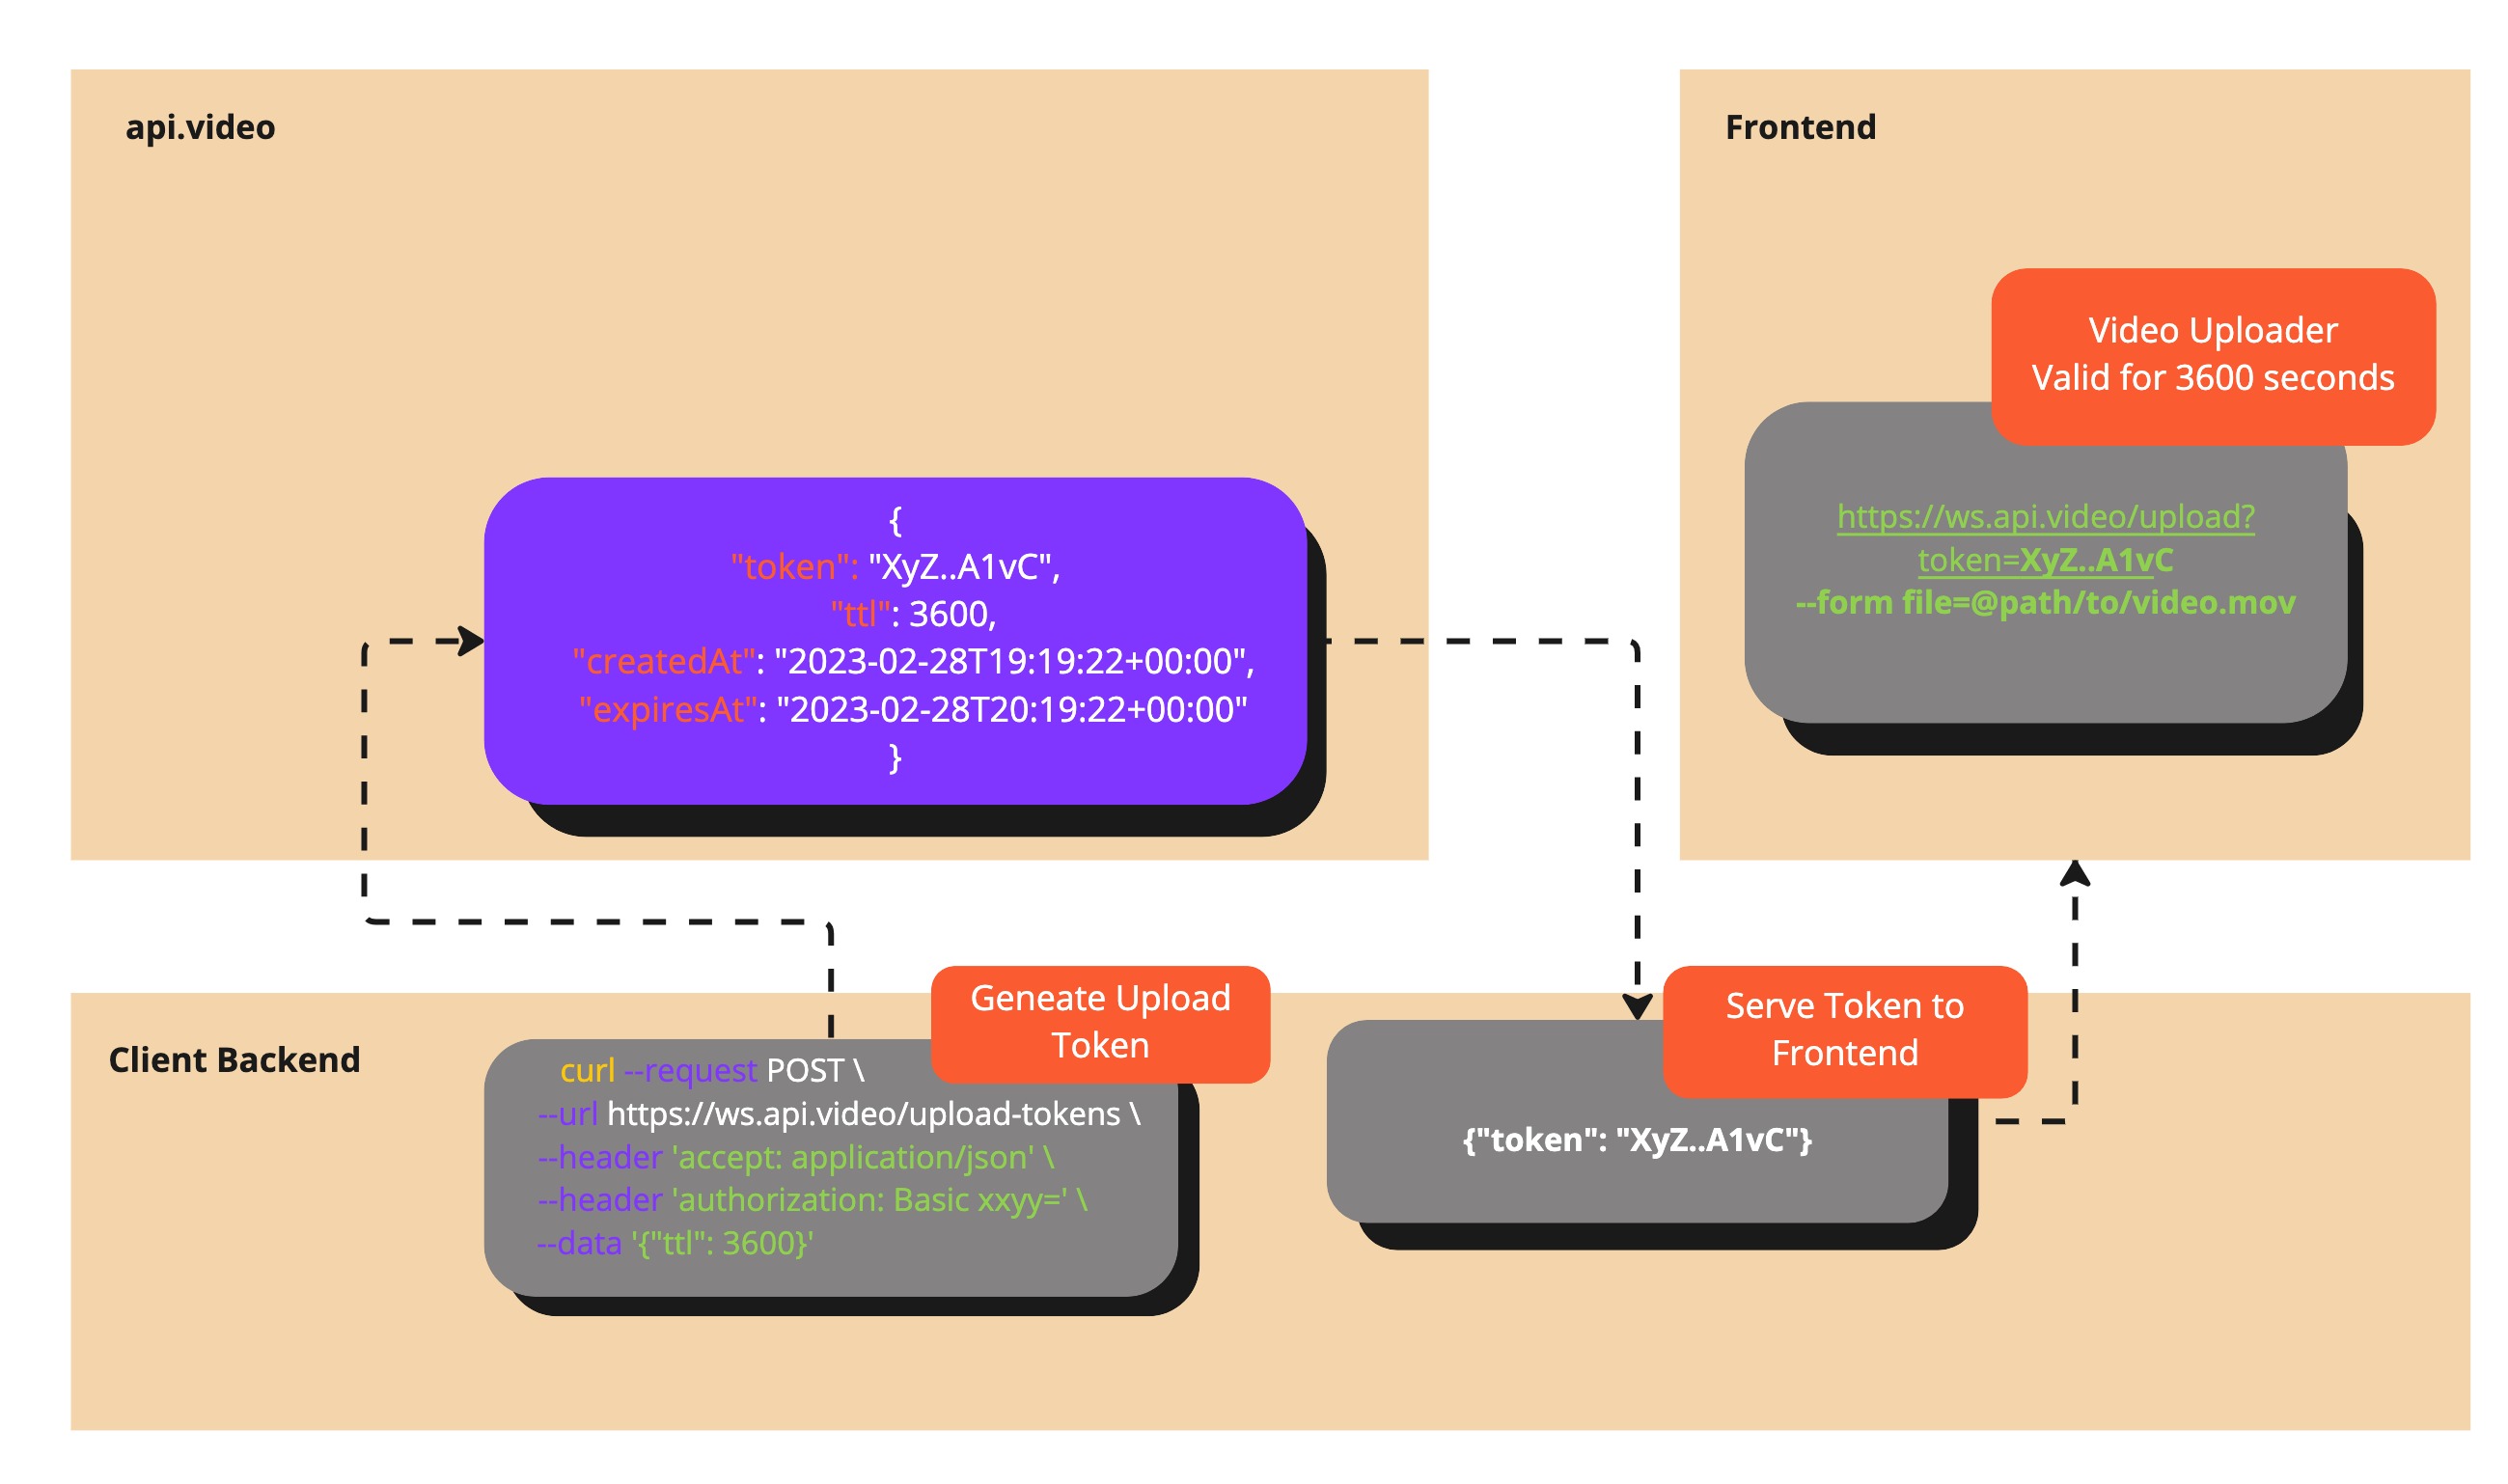 api.video
{
"token": "XyZ..A1vC",
"ttl": 3600,
"createdAt": "2023-02-28T19:19:22+00:00",
"expiresAt": "2023-02-28T20:19:22+00:00"
}
Frontend
Video Uploader
Valid for 3600 seconds
https://ws.api.video/upload?
token=XyZ..A1vC
--form file=@path/to/video.mov
Client Backend
Geneate Upload
Token
curl --request POST \
--url https://ws.api.video/upload-tokens \
--header 'accept: application/json' \
--header 'authorization: Basic xxyy=' \
--data '{"ttl": 3600}'
Serve Token to
Frontend
{"token": "XyZ..A1vC"}